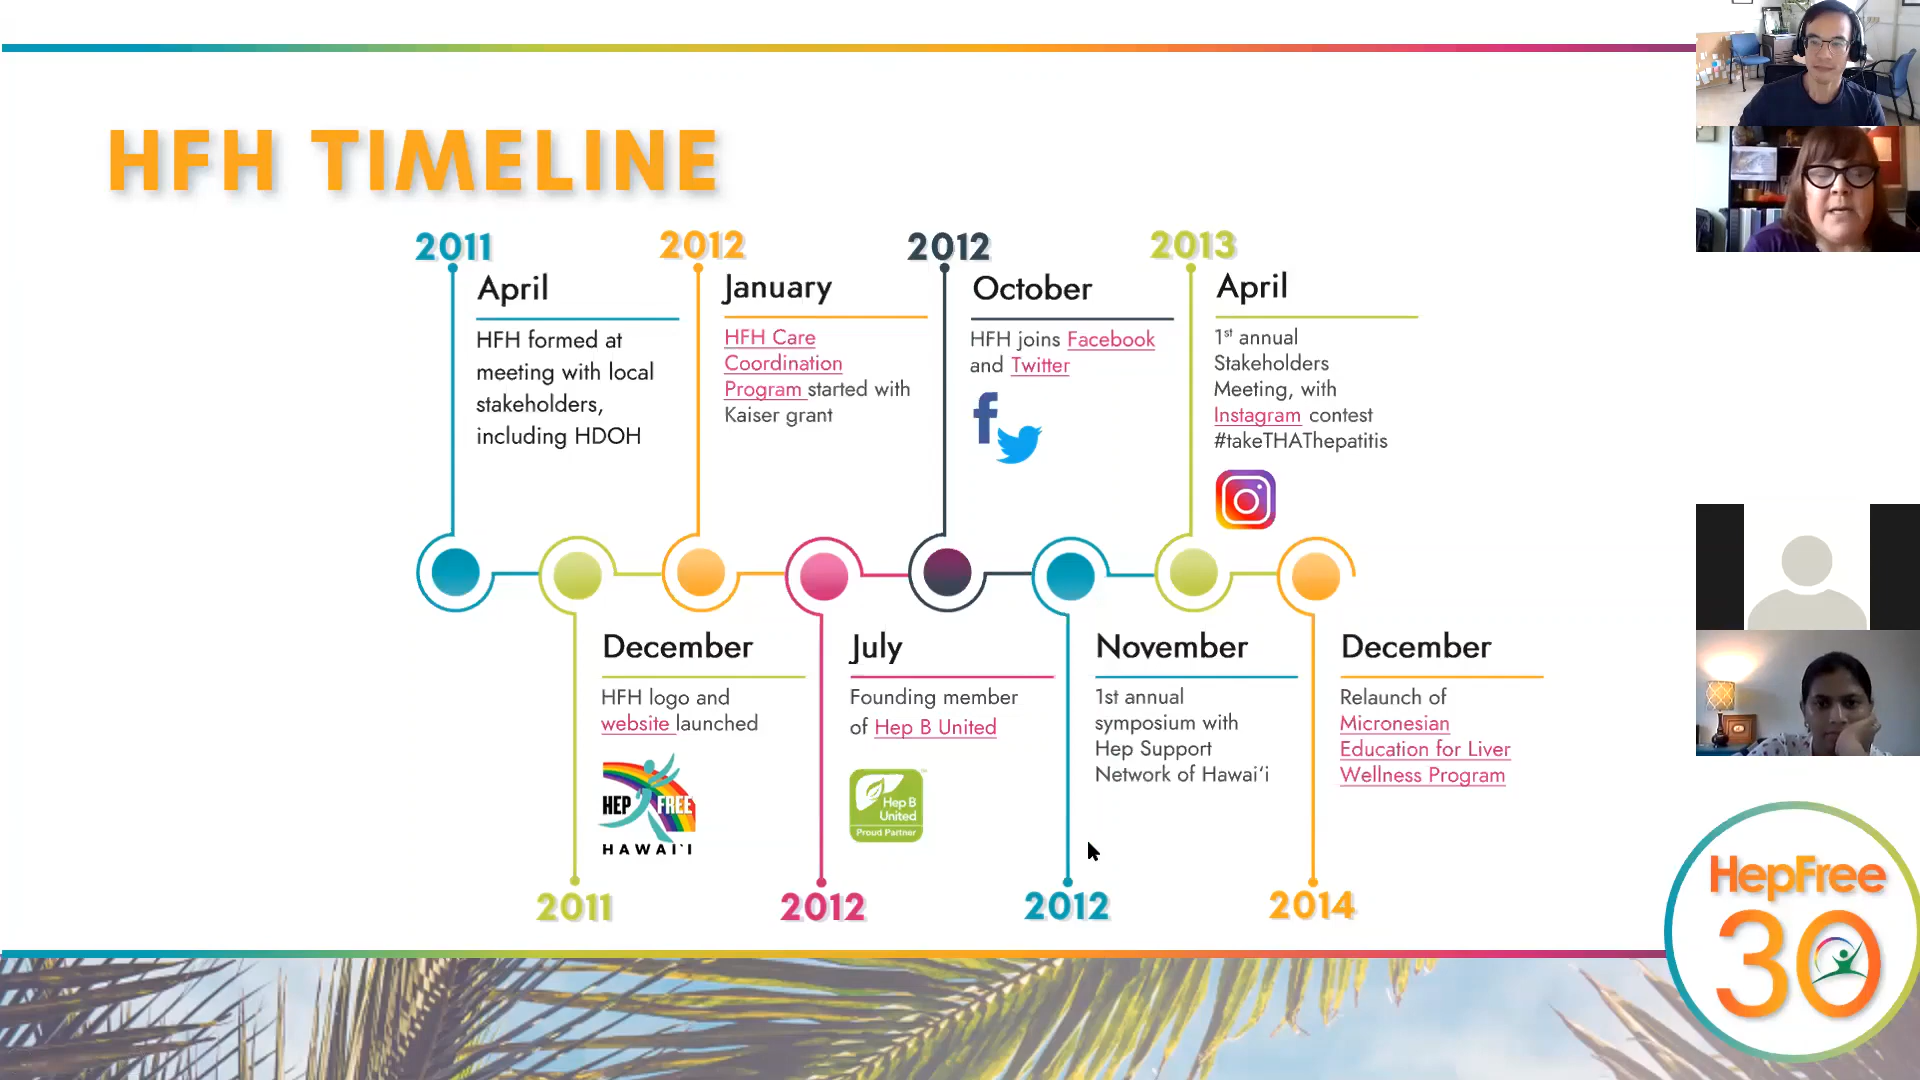 HFH TIMELINE
2011
April
HFH formed at
meeting with local
stakeholders,
including HDOH
December
HFH logo and
website launched
HEP FREE
HAWAI'I
2011
2012
January
HFH Care
Coordination
Program started with
Kaiser grant
July
Founding member
of Hep B United
Hep B
United
Proud Partner
2012
2012
October
HFH joins Facebook
and Twitter
November
1st annual
symposium with
Hep Support
Network of Hawaiʻi
2012
2013
April
1st annual
Stakeholders
Meeting, with
Instagram contest
#takeTHAThepatitis
December
Relaunch of
Micronesian
Education for Liver
Wellness Program
2014
HepFree
30